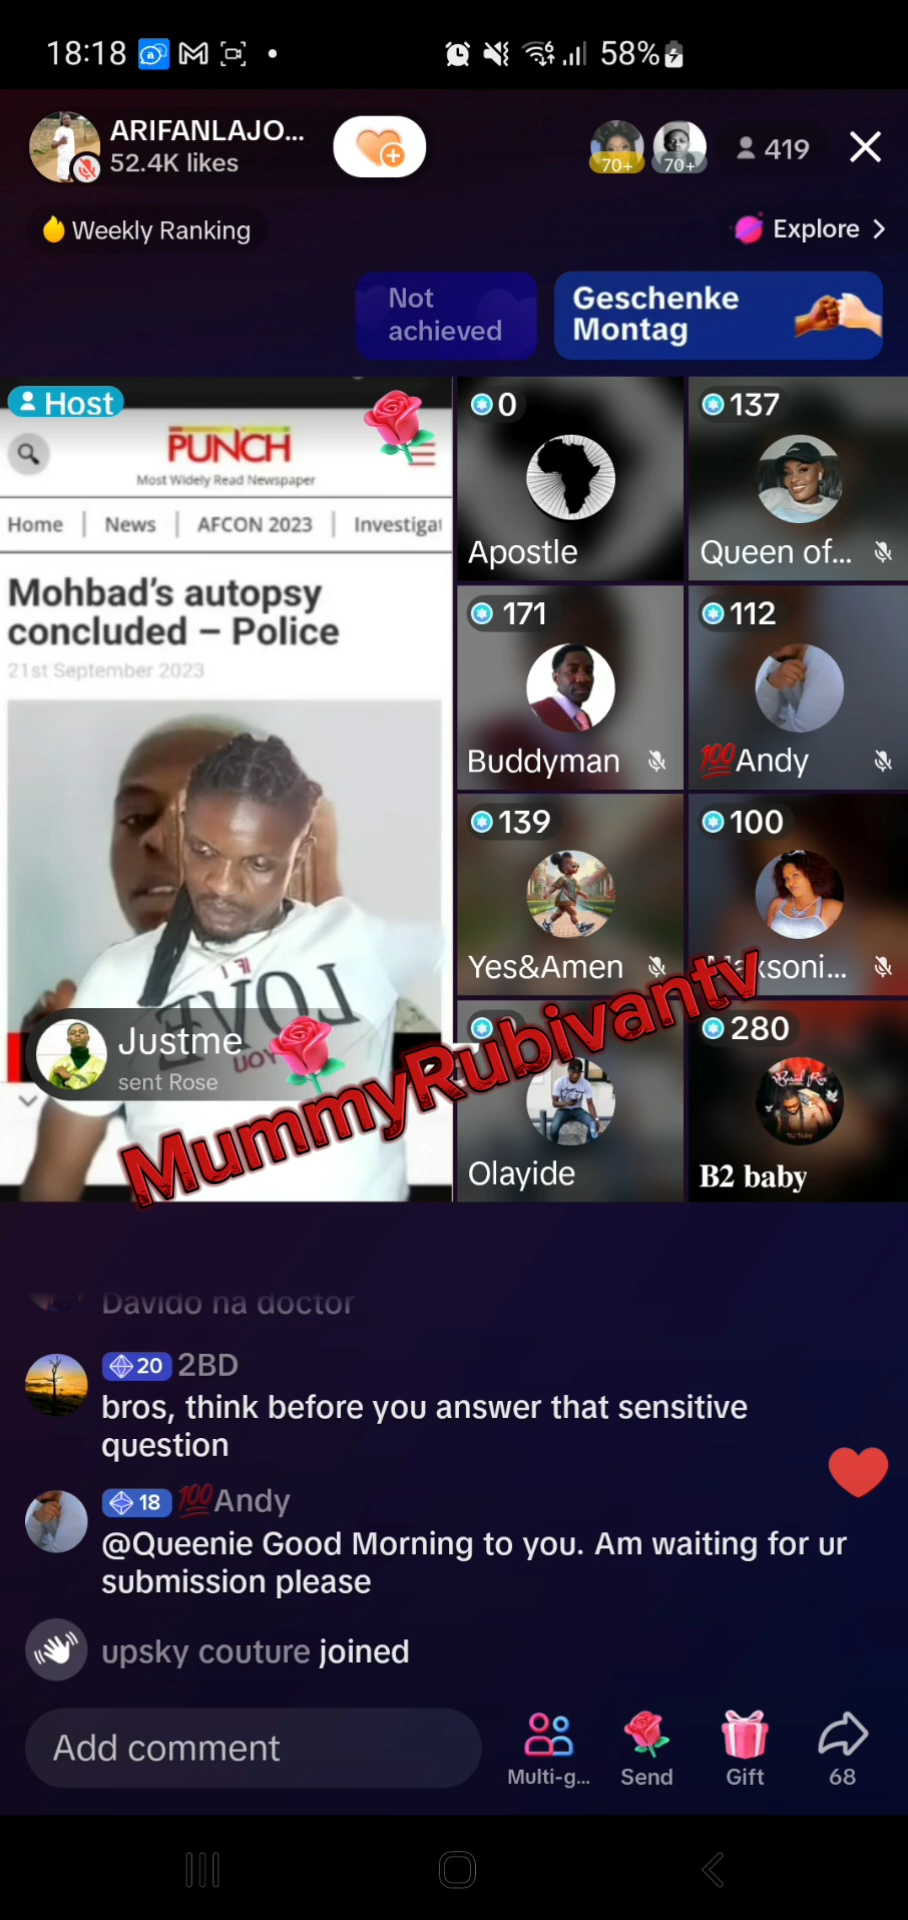 18:18
58%
ARIFANLAJO...
52.4K likes
70+
70+
419
Weekly Ranking
Explore >
Not
achieved
Geschenke
Montag
Host
PUNCH
Most Widely Read Newspaper
Home | News | AFCON 2023 | Investigat
Mohbad's autopsy
concluded – Police
21st September 2023
LOVE
YOU
Justme
sent Rose
0
Apostle
137
Queen of...
171
Buddyman
112
💯Andy
139
Yes&Amen
100
Olayide
280
B2 baby
MummyRubivantv
Davido na doctor
20 2BD
bros, think before you answer that sensitive
question
18 💯Andy
@Queenie Good Morning to you. Am waiting for ur
submission please
upsky couture joined
Add comment
Multi-g...
Send
Gift
68